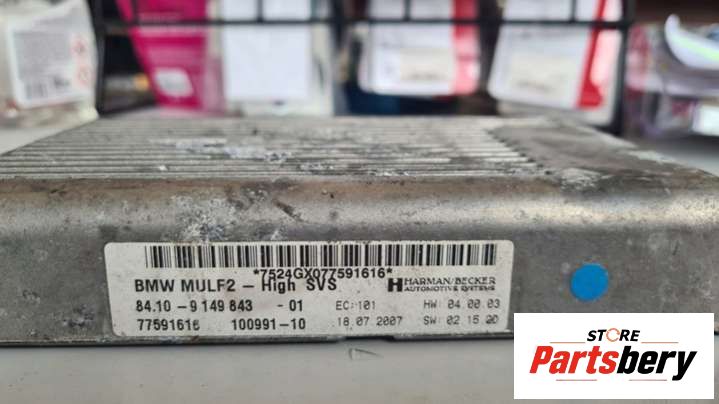 *7524GX077591616*
BMW MULF2 - High SVS
HARMAN/BECKER
AUTOMOTIVE SYSTEMS
84.10 - 9 149 843 - 01
EC: 101
HW: 04.00.03
77591616
100991-10
18.07.2007
SW: 02.15.00
STORE
Partsbery